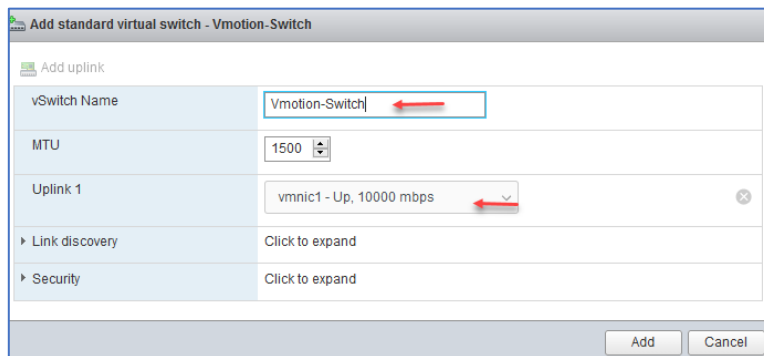 Add standard virtual switch - Vmotion-Switch
Add uplink
vSwitch Name
Vmotion-Switch
MTU
1500
Uplink 1
vmnic1 - Up, 10000 mbps
Link discovery
Click to expand
Security
Click to expand
Add
Cancel